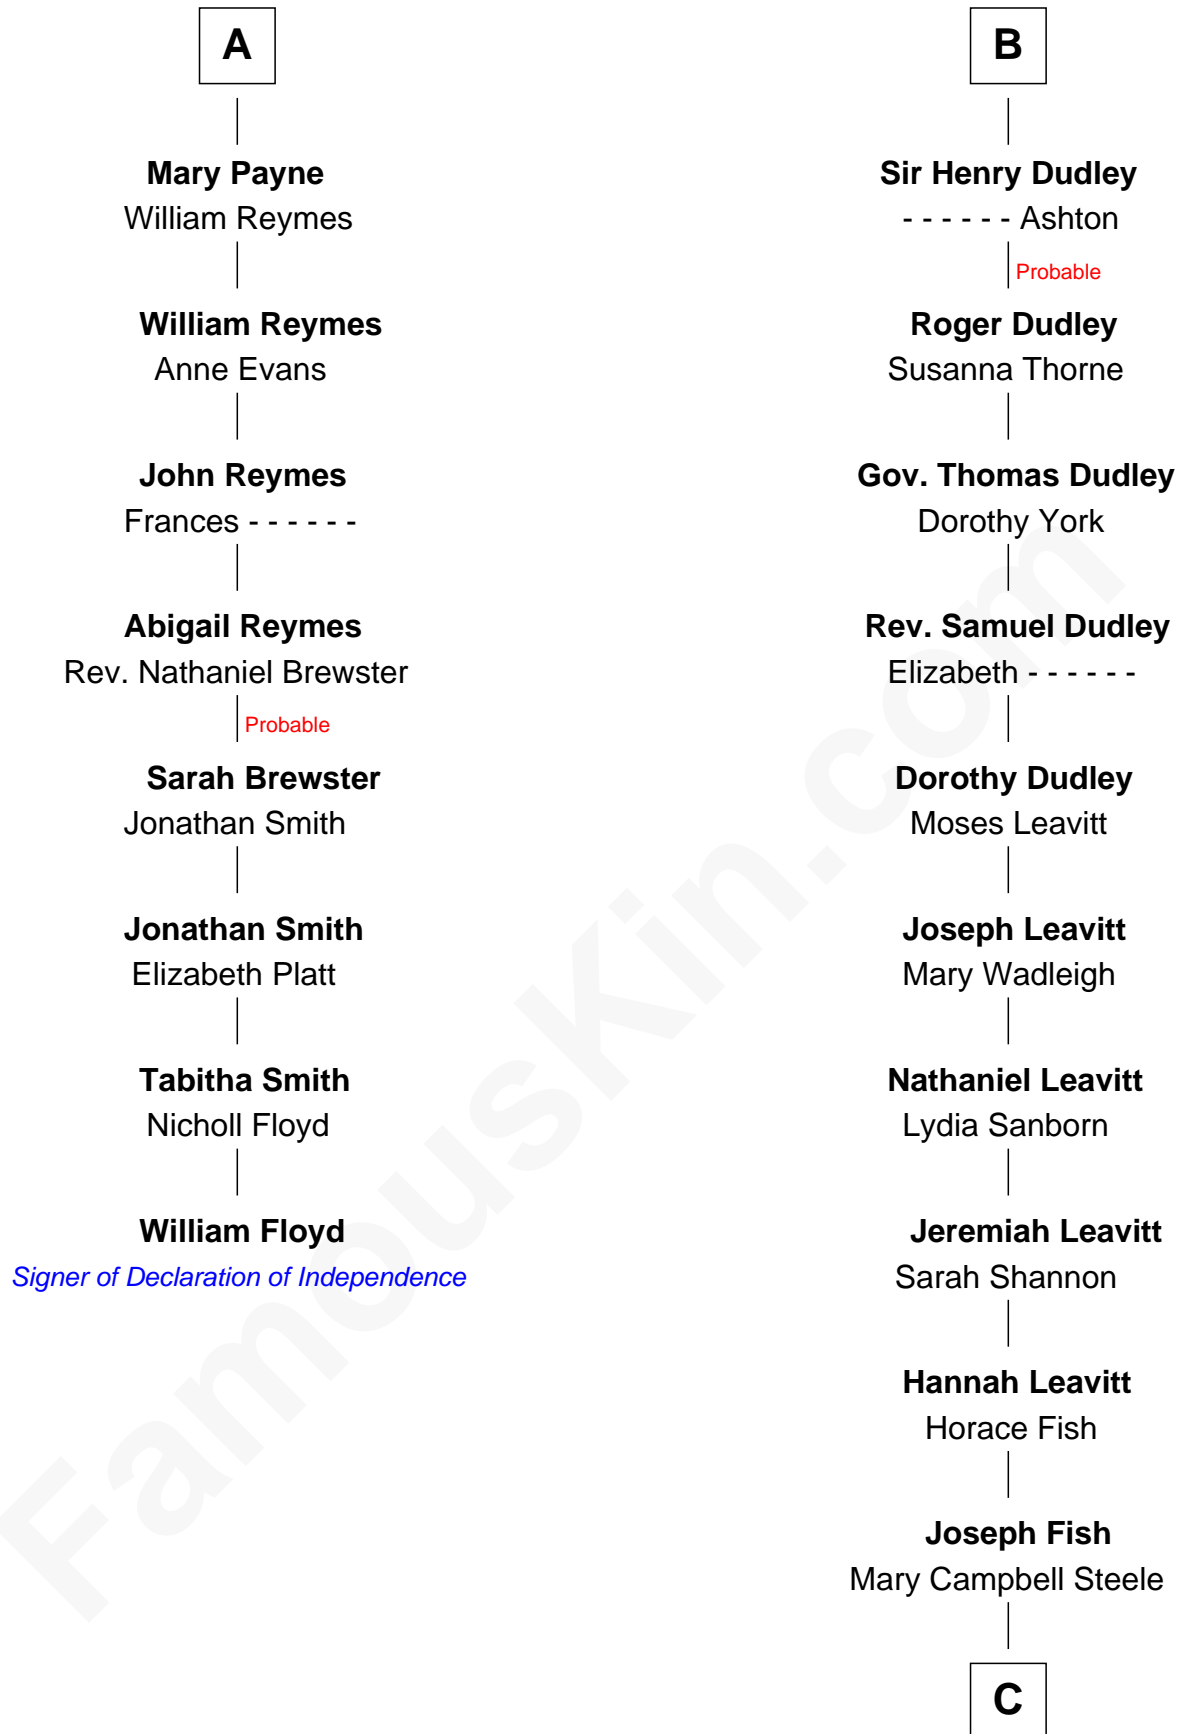 A
Mary Payne
William Reymes
William Reymes
Anne Evans
John Reymes
Frances - - - - - -
Abigail Reymes
Rev. Nathaniel Brewster
Probable
Sarah Brewster
Jonathan Smith
Jonathan Smith
Elizabeth Platt
Tabitha Smith
Nicholl Floyd
William Floyd
Signer of Declaration of Independence
B
Sir Henry Dudley
- - - - - - Ashton
Probable
Roger Dudley
Susanna Thorne
Gov. Thomas Dudley
Dorothy York
Rev. Samuel Dudley
Elizabeth - - - - - -
Dorothy Dudley
Moses Leavitt
Joseph Leavitt
Mary Wadleigh
Nathaniel Leavitt
Lydia Sanborn
Jeremiah Leavitt
Sarah Shannon
Hannah Leavitt
Horace Fish
Joseph Fish
Mary Campbell Steele
C
FamousKin.com